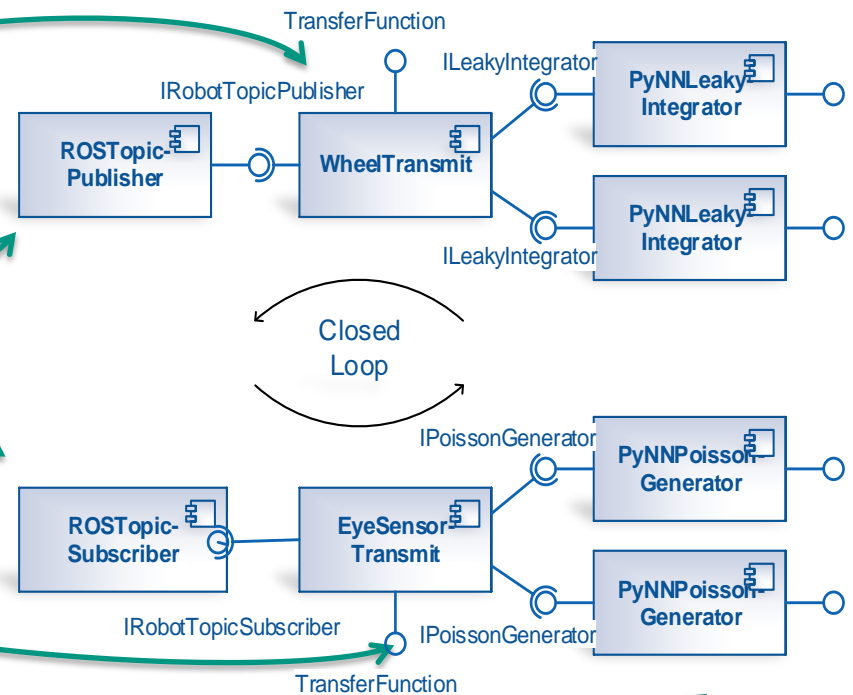 TransferFunction
ILeakyIntegrator
IRobotTopicPublisher
PyNNLeaky-
Integrator
ROSTopic-
Publisher
WheelTransmit
PyNNLeaky-
Integrator
ILeakyIntegrator
Closed
Loop
IPoissonGenerator
PyNNPoisson-
Generator
ROSTopic-
Subscriber
EyeSensor-
Transmit
PyNNPoisson-
Generator
IRobotTopicSubscriber
IPoissonGenerator
TransferFunction